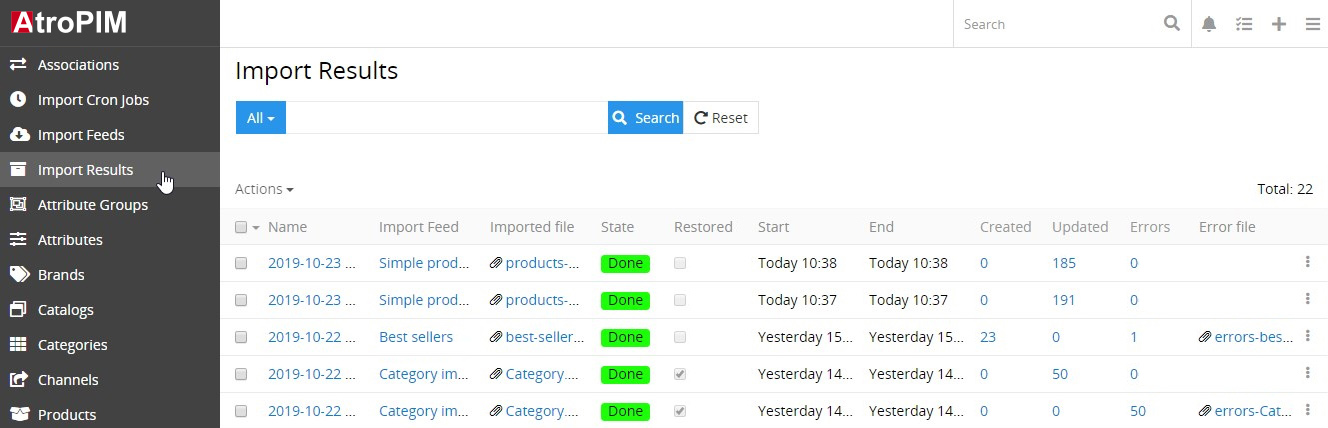 AtroPIM
Search
Associations
Import Cron Jobs
Import Feeds
Import Results
Attribute Groups
Attributes
Brands
Catalogs
Categories
Channels
Products
Import Results
All Search Reset
Actions Total: 22
Name Import Feed Imported file State Restored Start End Created Updated Errors Error file
2019-10-23 ... Simple prod... products-... Done Today 10:38 Today 10:38 0 185 0
2019-10-23 ... Simple prod... products-... Done Today 10:37 Today 10:37 0 191 0
2019-10-22 ... Best sellers best-seller... Done Yesterday 15... Yesterday 15... 23 0 1 errors-bes...
2019-10-22 ... Category im... Category.... Done Yesterday 14... Yesterday 14... 0 50 0
2019-10-22 ... Category im... Category.... Done Yesterday 14... Yesterday 14... 0 0 50 errors-Cat...